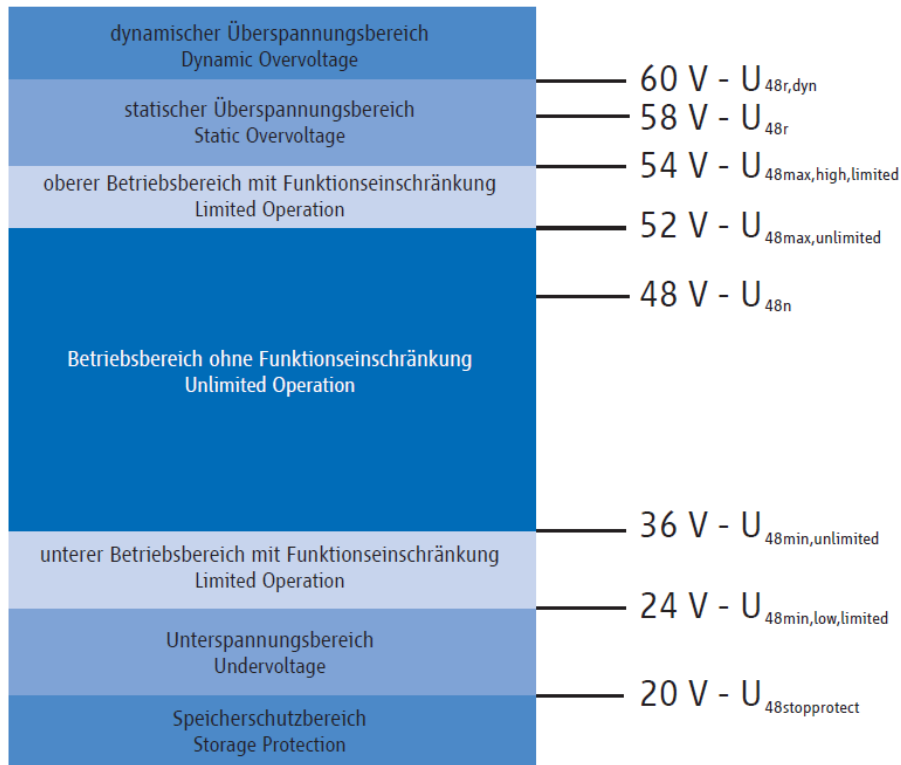 dynamischer Überspannungsbereich
Dynamic Overvoltage
60 V - U48r,dyn
statischer Überspannungsbereich
Static Overvoltage
58 V - U48r
54 V - U48max,high,limited
oberer Betriebsbereich mit Funktionseinschränkung
Limited Operation
52 V - U48max,unlimited
48 V - U48n
Betriebsbereich ohne Funktionseinschränkung
Unlimited Operation
36 V - U48min,unlimited
unterer Betriebsbereich mit Funktionseinschränkung
Limited Operation
24 V - U48min,low,limited
Unterspannungsbereich
Undervoltage
20 V - U48stopprotect
Speicherschutzbereich
Storage Protection